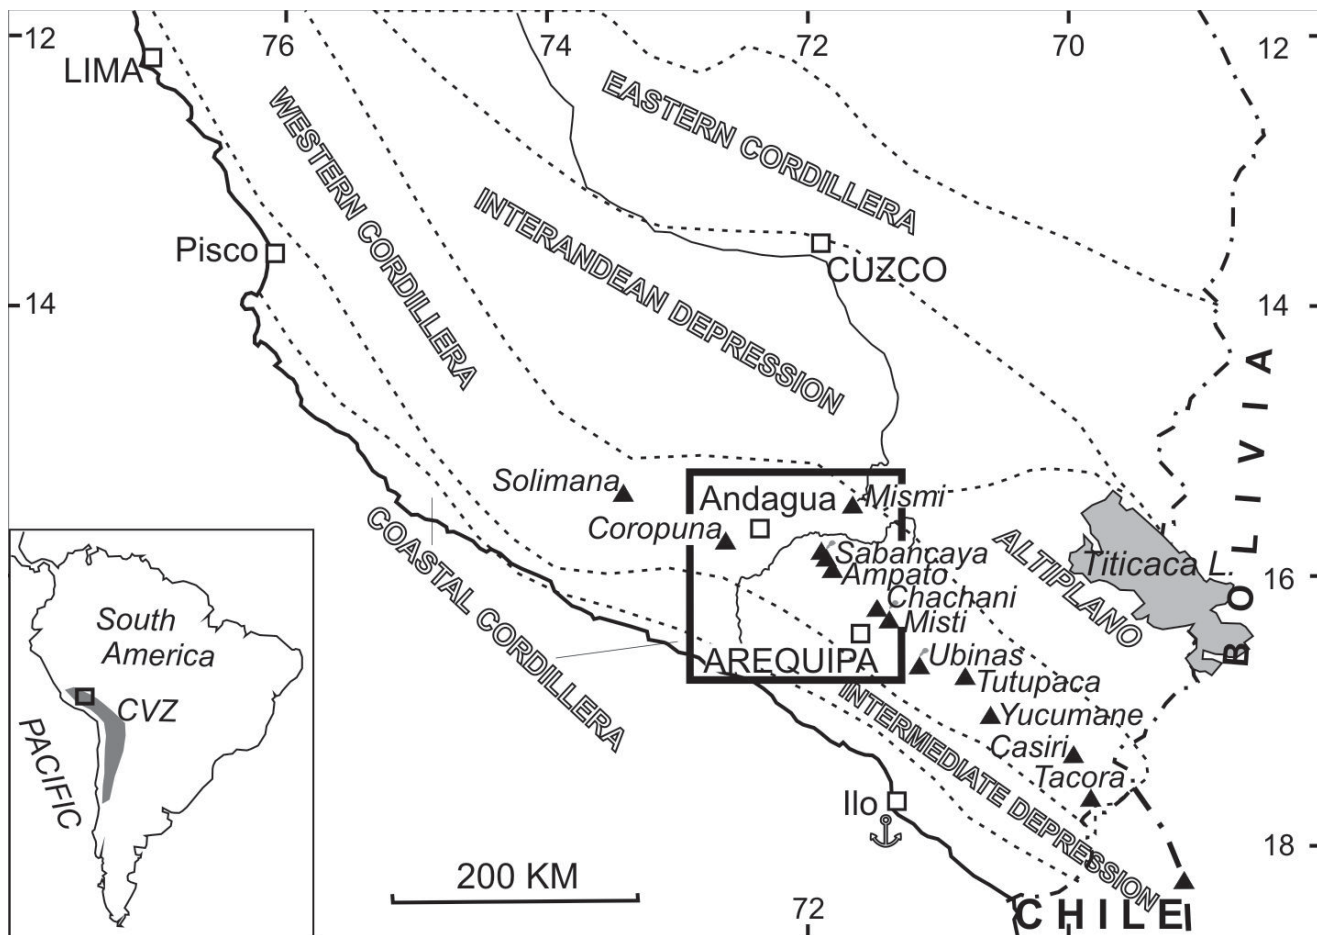 12
76
74
72
70
12
LIMA
WESTERN CORDILLERA
EASTERN CORDILLERA
INTERANDEAN DEPRESSION
Pisco
CUZCO
14
14
BOLIVIA
Solimana
Andagua
Mismi
Coropuna
COASTAL CORDILLERA
Sabancaya
ALTIPLANO
Titicaca L.
Ampato
16
Chachani
Misti
South
America
AREQUIPA
Ubinas
Tutupaca
CVZ
INTERMEDIATE DEPRESSION
Yucumane
PACIFIC
Casiri
Tacora
Ilo
18
200 KM
72
CHILE